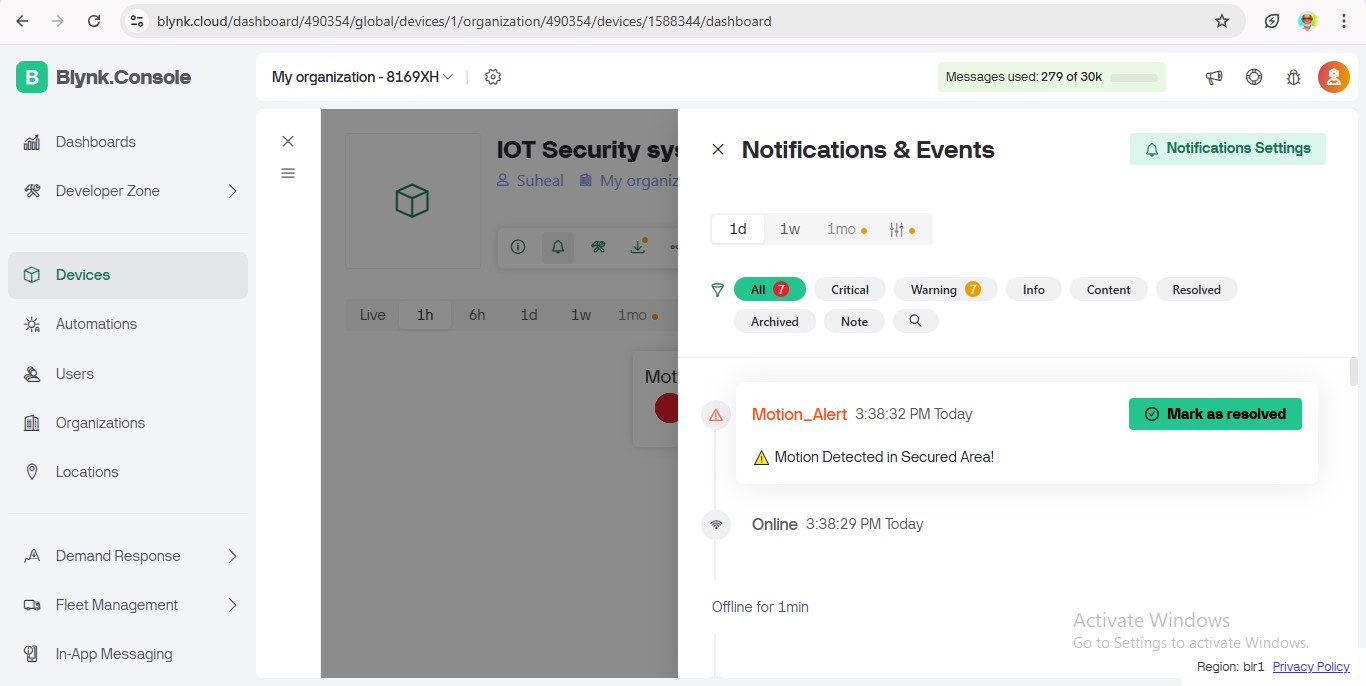 blynk.cloud/dashboard/490354/global/devices/1/organization/490354/devices/1588344/dashboard
B Blynk.Console
My organization - 8169XH
Messages used: 279 of 30k
Dashboards
Developer Zone
Devices
Automations
Users
Organizations
Locations
Demand Response
Fleet Management
In-App Messaging
IOT Security sys
Suheal My organiz
Live 1h 6h 1d 1w 1mo
Mot
Notifications & Events
Notifications Settings
1d 1w 1mo
All 7 Critical Warning 7 Info Content Resolved
Archived Note
Motion_Alert 3:38:32 PM Today
Mark as resolved
⚠️ Motion Detected in Secured Area!
Online 3:38:29 PM Today
Offline for 1min
Activate Windows
Go to Settings to activate Windows.
Region: blr1 Privacy Policy